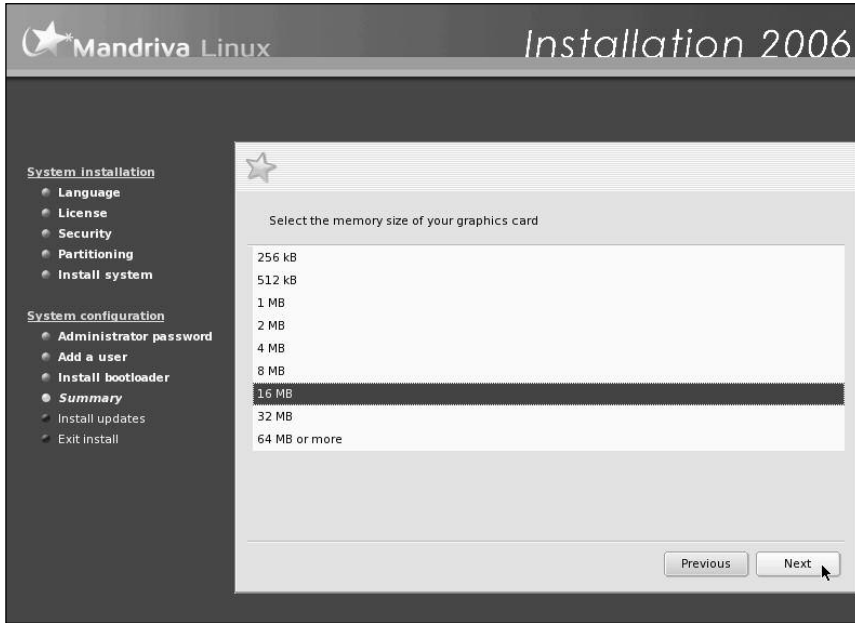 Mandriva Linux
Installation 2006
System installation
Language
License
Security
Partitioning
Install system
System configuration
Administrator password
Add a user
Install bootloader
Summary
Install updates
Exit install
Select the memory size of your graphics card
256 kB
512 kB
1 MB
2 MB
4 MB
8 MB
16 MB
32 MB
64 MB or more
Previous
Next